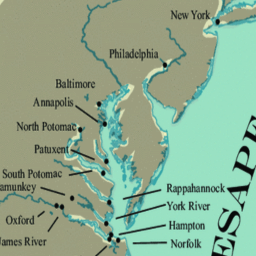 New York
Philadelphia
Baltimore
Annapolis
North Potomac
Patuxent
South Potomac
amunkey
Rappahannock
York River
Oxford
Hampton
James River
Norfolk
ESAPE